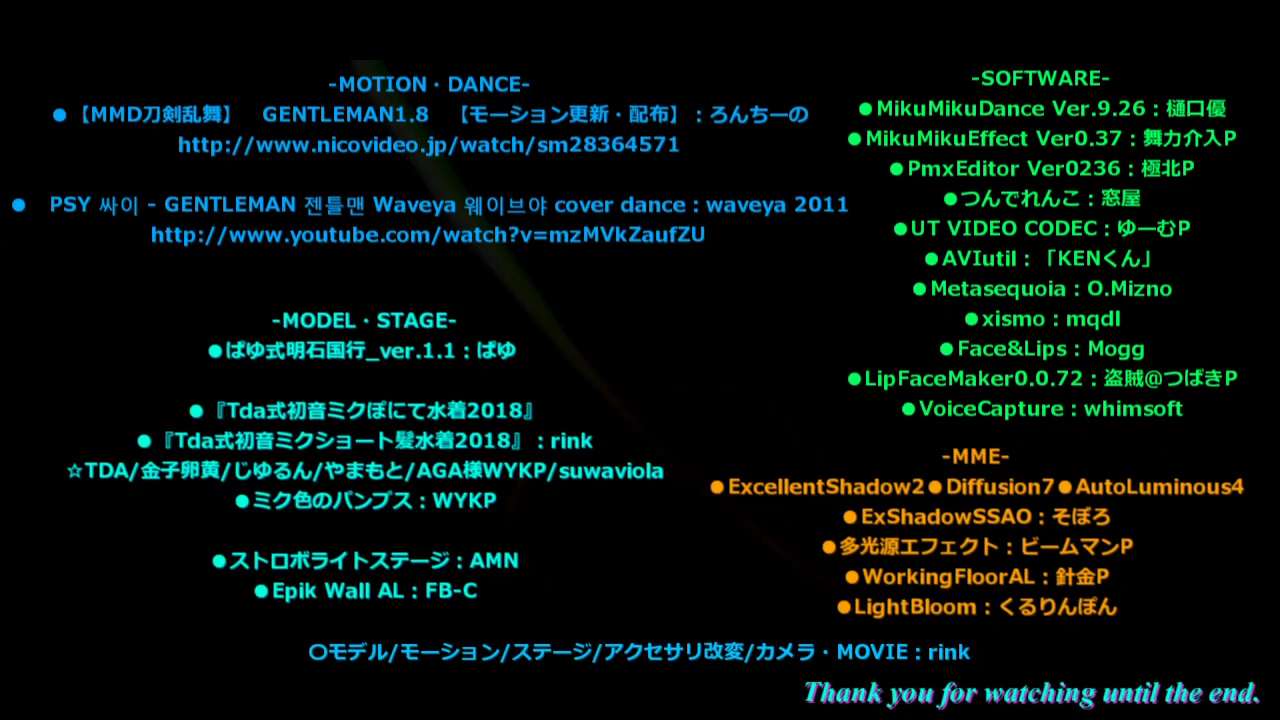 -MOTION・DANCE-
●【MMD刀剣乱舞】　GENTLEMAN1.8　【モーション更新・配布】：ろんちーの
http://www.nicovideo.jp/watch/sm28364571
●　PSY 싸이 - GENTLEMAN 젠틀맨 Waveya 웨이브야 cover dance : waveya 2011
http://www.youtube.com/watch?v=mzMVkZaufZU
-MODEL・STAGE-
●ぱゆ式明石国行_ver.1.1：ぱゆ
●『Tda式初音ミクぽにて水着2018』
●『Tda式初音ミクショート髪水着2018』：rink
☆TDA/金子卵黄/じゆるん/やまもと/AGA様WYKP/suwaviola
●ミク色のパンプス：WYKP
●ストロボライトステージ：AMN
●Epik Wall AL：FB-C
-SOFTWARE-
●MikuMikuDance Ver.9.26：樋口優
●MikuMikuEffect Ver0.37：舞力介入P
●PmxEditor Ver0236：極北P
●つんでれんこ：窓屋
●UT VIDEO CODEC：ゆーむP
●AVIutil：「KENくん」
●Metasequoia：O.Mizno
●xismo：mqdl
●Face&Lips：Mogg
●LipFaceMaker0.0.72：盗賊@つばきP
●VoiceCapture：whimsoft
-MME-
●ExcellentShadow2●Diffusion7●AutoLuminous4
●ExShadowSSAO：そぼろ
●多光源エフェクト：ビームマンP
●WorkingFloorAL：針金P
●LightBloom：くるりんぽん
〇モデル/モーション/ステージ/アクセサリ改変/カメラ・MOVIE：rink
Thank you for watching until the end.